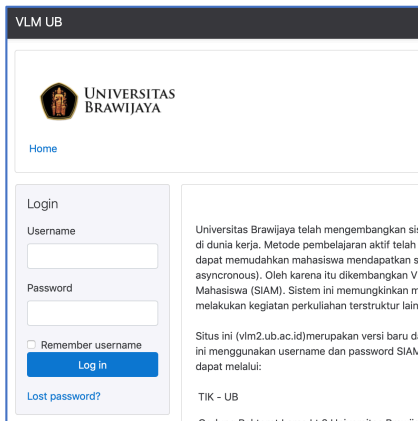 VLM UB
UNIVERSITAS
BRAWIJAYA
Home
Login
Username
Password
Remember username
Log in
Lost password?
Universitas Brawijaya telah mengembangkan
di dunia kerja. Metode pembelajaran aktif telah
dapat memudahkan mahasiswa mendapatkan
asyncronous). Oleh karena itu dikembangkan
Mahasiswa (SIAM). Sistem ini memungkinkan
melakukan kegiatan perkuliahan terstruktur
Situs ini (vlm2.ub.ac.id)merupakan versi baru
ini menggunakan username dan password SIAM
dapat melalui:
TIK - UB